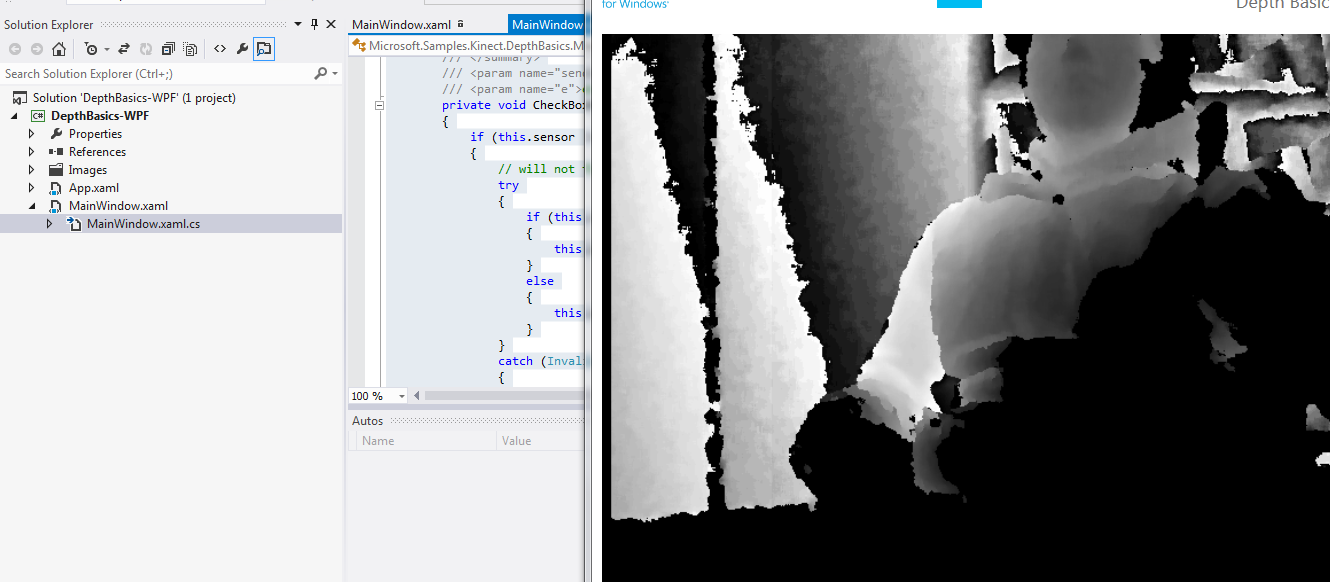 Solution Explorer
Search Solution Explorer (Ctrl+;)
Solution 'DepthBasics-WPF' (1 project)
C# DepthBasics-WPF
Properties
References
Images
App.xaml
MainWindow.xaml
MainWindow.xaml.cs
MainWindow.xaml
MainWindow
Microsoft.Samples.Kinect.DepthBasics.M
/// </summary>
/// <param name="send
/// <param name="e">
private void CheckBox
{
if (this.sensor
{
// will not
try
{
if (this
{
this
}
else
{
this
}
}
catch (Inval
{
100 %
Autos
Name
Value
for Windows
Depth Basic